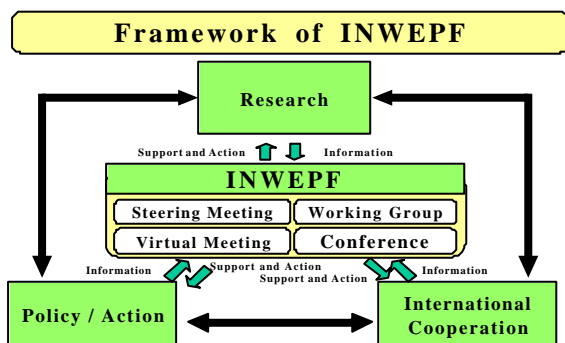 Framework of INWEPF
Research
Support and Action
Information
INWEPF
Steering Meeting
Working Group
Virtual Meeting
Conference
Information
Support and Action
Support and Action
Information
Policy / Action
International
Cooperation